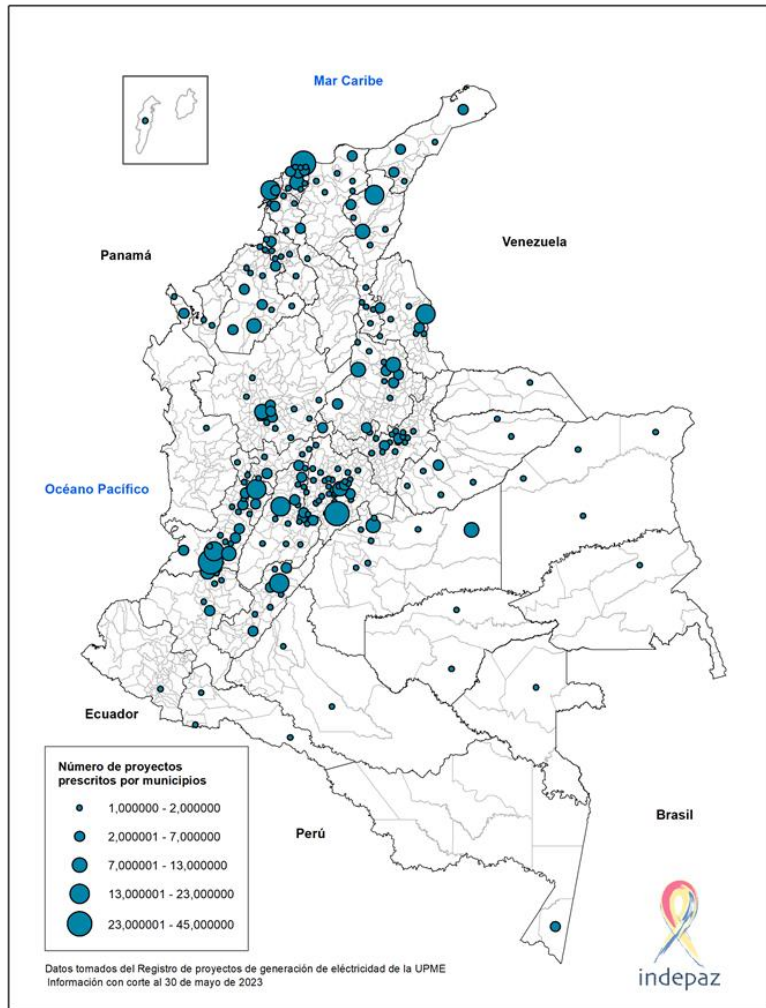 Mar Caribe
Panamá
Venezuela
Océano Pacífico
Ecuador
Perú
Brasil
Número de proyectos
prescritos por municipios
1,000000 - 2,000000
2,000001 - 7,000000
7,000001 - 13,000000
13,000001 - 23,000000
23,000001 - 45,000000
indepaz
Datos tomados del Registro de proyectos de generación de eléctricidad de la UPME
Información con corte al 30 de mayo de 2023